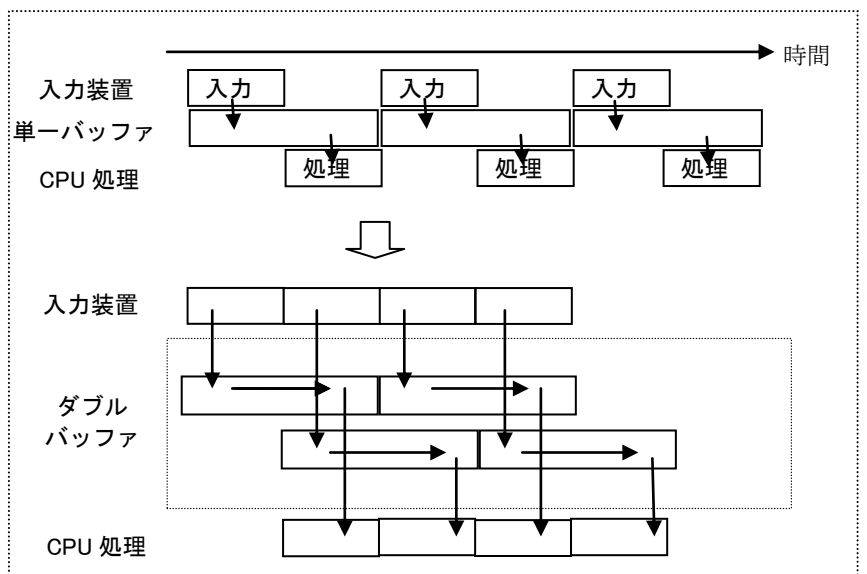 時間
入力装置
入力
入力
入力
単一バッファ
CPU 処理
処理
処理
処理
入力装置
ダブル
バッファ
CPU 処理